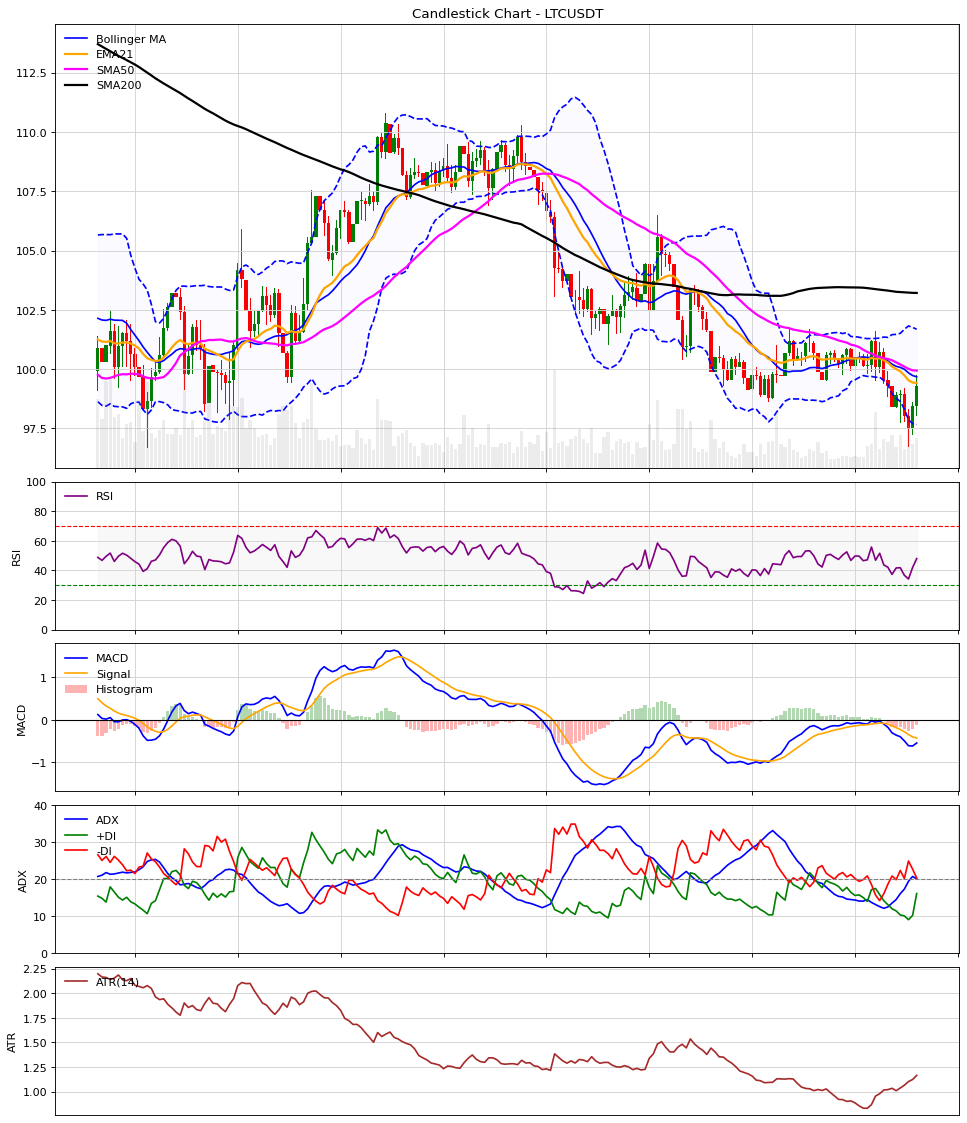 Candlestick Chart - LTCUSDT
Bollinger MA
EMA21
SMA50
SMA200
112.5
110.0
107.5
105.0
102.5
100.0
97.5
RSI
100
80
60
40
20
0
RSI
MACD
Signal
Histogram
1
0
−1
MACD
ADX
+DI
-DI
40
30
20
10
0
ADX
ATR(14)
2.25
2.00
1.75
1.50
1.25
1.00
ATR